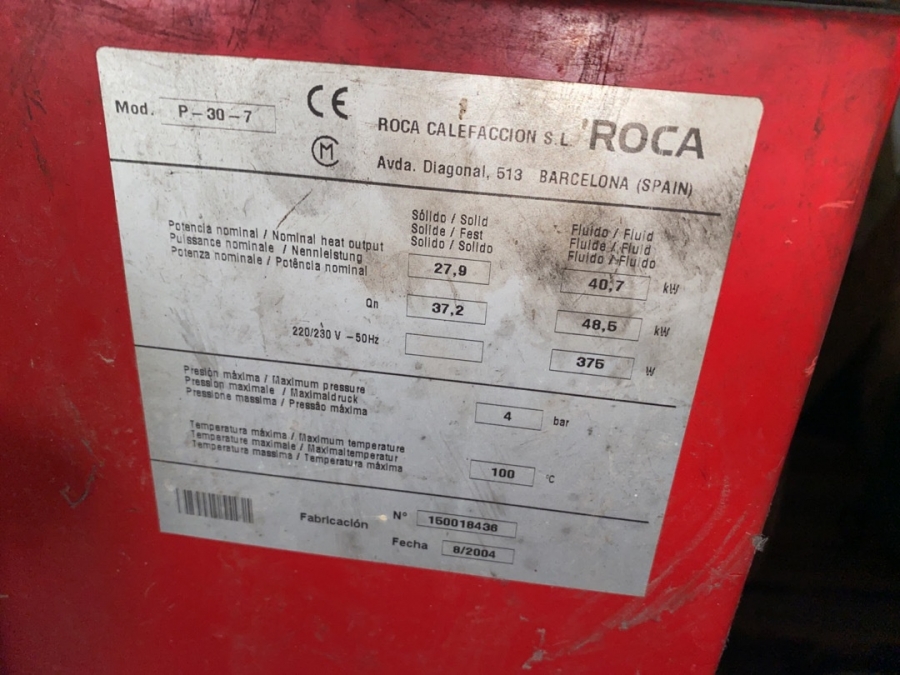 Mod. P-30-7
CE
ROCA CALEFACCION S.L. ROCA
Avda. Diagonal, 513 BARCELONA (SPAIN)
Sólido / Solid
Solide / Fest
Solido / Solido
Fluido / Fluid
Fluide / Fluid
Fluido / Fluido
Potencia nominal / Nominal heat output
Puissance nominale / Nennleistung
Potenza nominale / Potência nominal
27,9 40,7 kW
Qn 37,2 48,5 kW
220/230 V - 50Hz 375 W
Presión máxima / Maximum pressure
Pression maximale / Maximaldruck
Pressione massima / Pressão máxima
4 bar
Temperatura máxima / Maximum temperature
Temperature maximale / Maximaltemperatur
Temperatura massima / Temperatura máxima
100 °C
Fabricación Nº 150018436
Fecha 8/2004